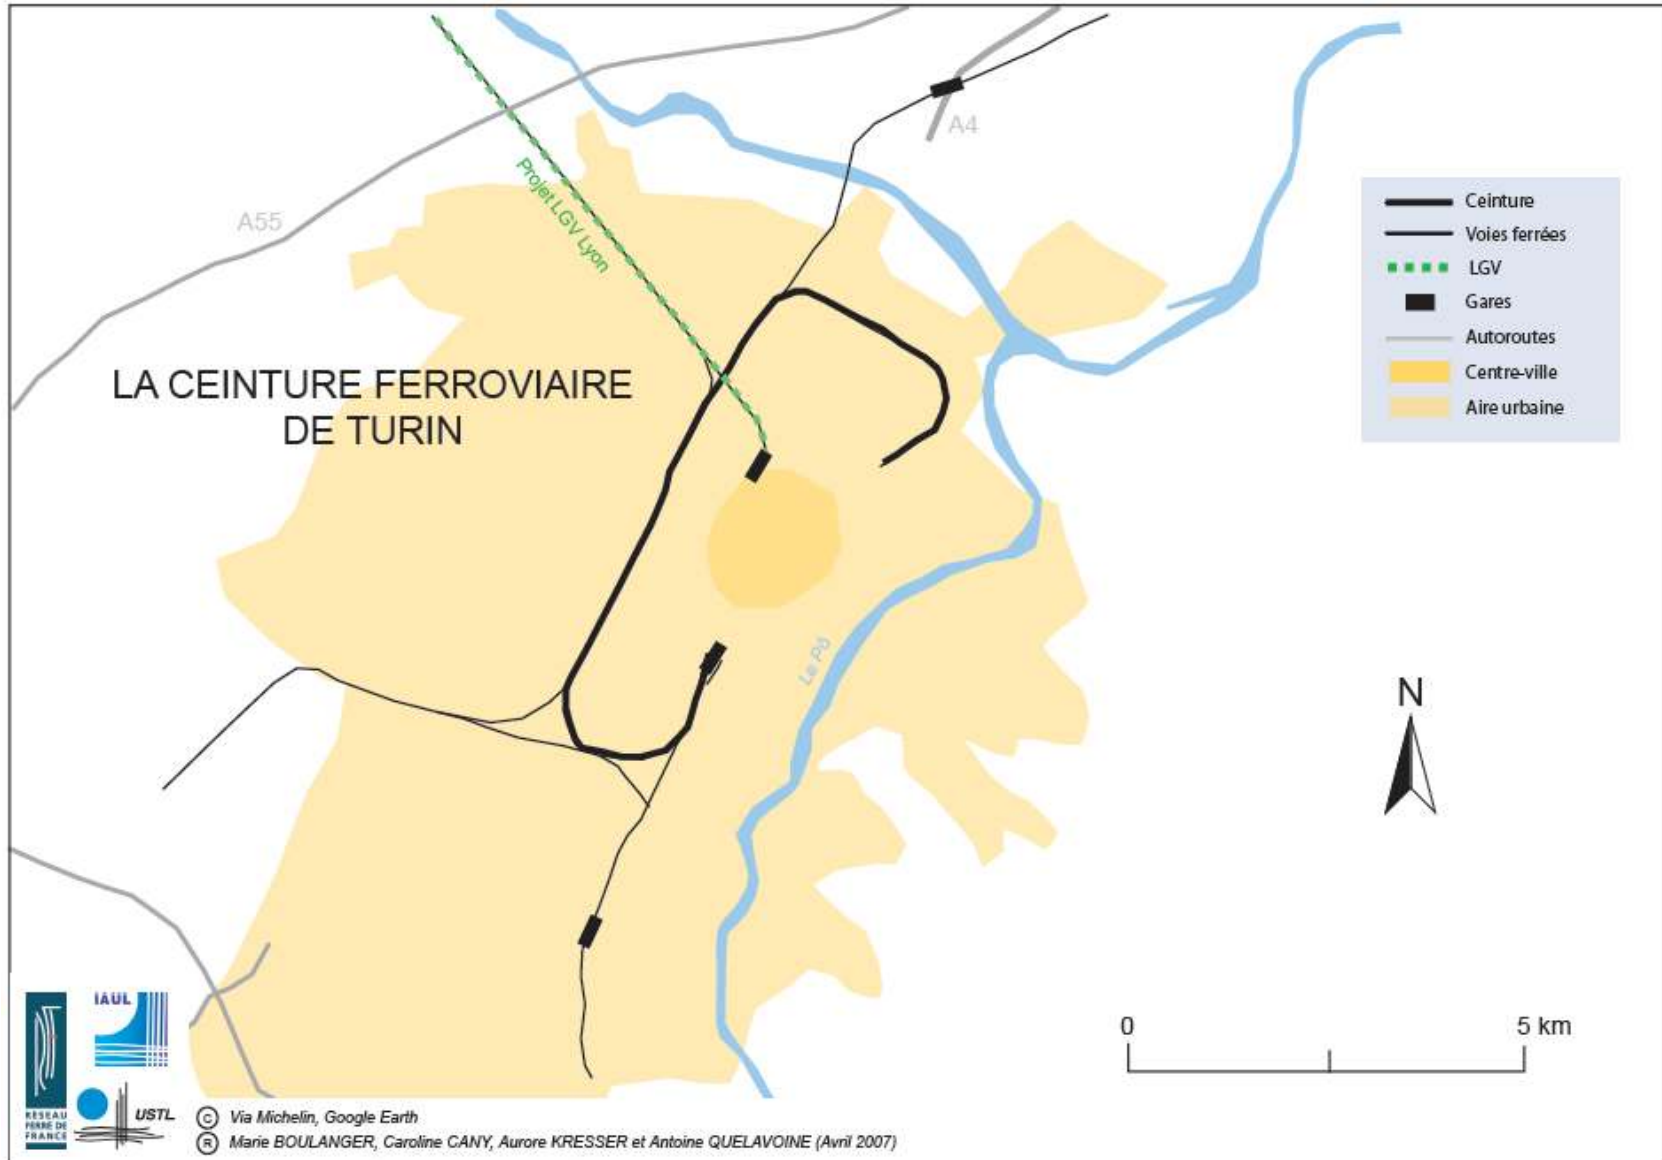 A4
A55
Projet LGV Lyon
LA CEINTURE FERROVIAIRE
DE TURIN
Ceinture
Voies ferrées
LGV
Gares
Autoroutes
Centre-ville
Aire urbaine
Le Pô
N
0
5 km
IAUL
RÉSEAU
FERRE DE
FRANCE
USTL
C Via Michelin, Google Earth
R Marie BOULANGER, Caroline CANY, Aurore KRESSER et Antoine QUELAVOINE (Avril 2007)